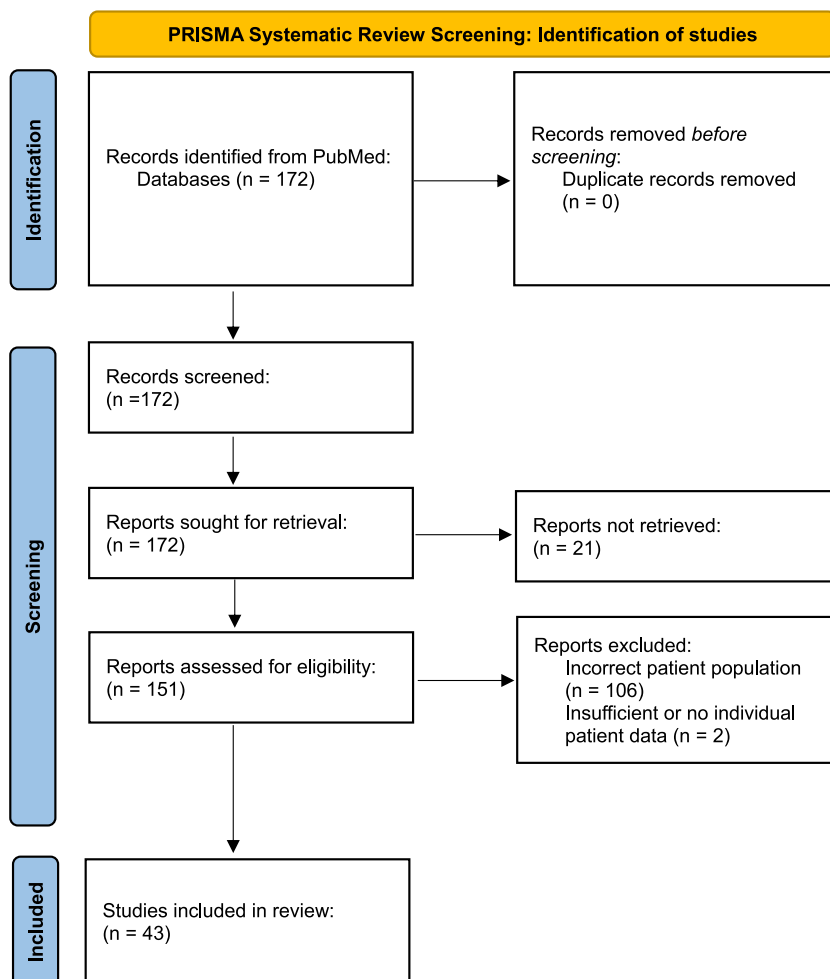 PRISMA Systematic Review Screening: Identification of studies
Identification
Records identified from PubMed:
Databases (n = 172)
Records removed before
screening:
Duplicate records removed
(n = 0)
Screening
Records screened:
(n =172)
Reports sought for retrieval:
(n = 172)
Reports not retrieved:
(n = 21)
Reports assessed for eligibility:
(n = 151)
Reports excluded:
Incorrect patient population
(n = 106)
Insufficient or no individual
patient data (n = 2)
Included
Studies included in review:
(n = 43)